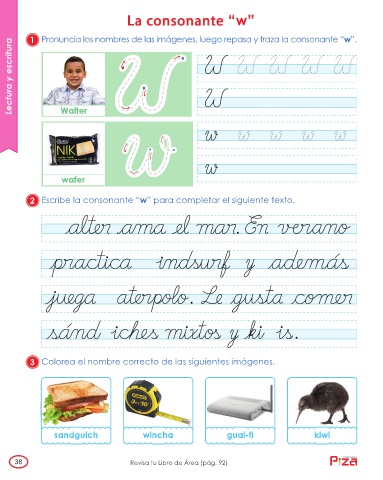 La consonante “w”
Lectura y escritura
1 Pronuncia los nombres de las imágenes, luego repasa y traza la consonante “w”.
Walter
W W W W W W
W
NIK
wafer
w w w w w
w
2 Escribe la consonante “w” para completar el siguiente texto.
alter ama el mar. En verano
practica indsurf y además
juega aterpolo. Le gusta comer
sánd iches mixtos y ki is.
3 Colorea el nombre correcto de las siguientes imágenes.
sandguich wincha guai-fi kiwi
38
Revisa tu Libro de Área (pág. 92)